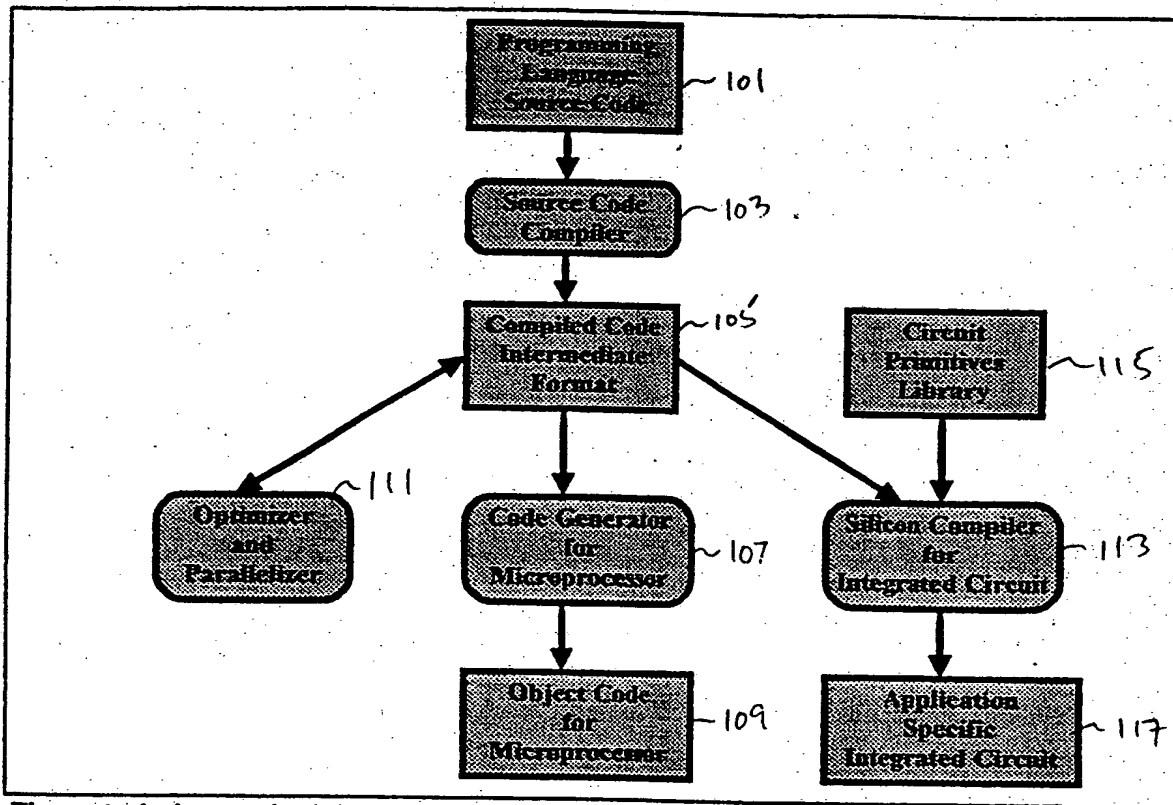 Programming
Language
Source Code
~101
Source Code
Compiler
~103
Compiled Code
Intermediate
Format
~105
Circuit
Primitives
Library
~115
Optimizer
and
Parallelizer
~111
Code Generator
for
Microprocessor
~107
Silicon Compiler
for
Integrated Circuit
~113
Object Code
for
Microprocessor
~109
Application
Specific
Integrated Circuit
~117